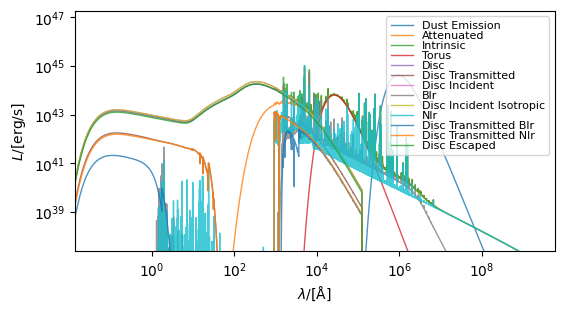 10^47
10^45
10^43
10^41
10^39
L/[erg/s]
10^0
10^2
10^4
10^6
10^8
λ/[Å]
Dust Emission
Attenuated
Intrinsic
Torus
Disc
Disc Transmitted
Disc Incident
Blr
Disc Incident Isotropic
Nlr
Disc Transmitted Blr
Disc Transmitted Nlr
Disc Escaped